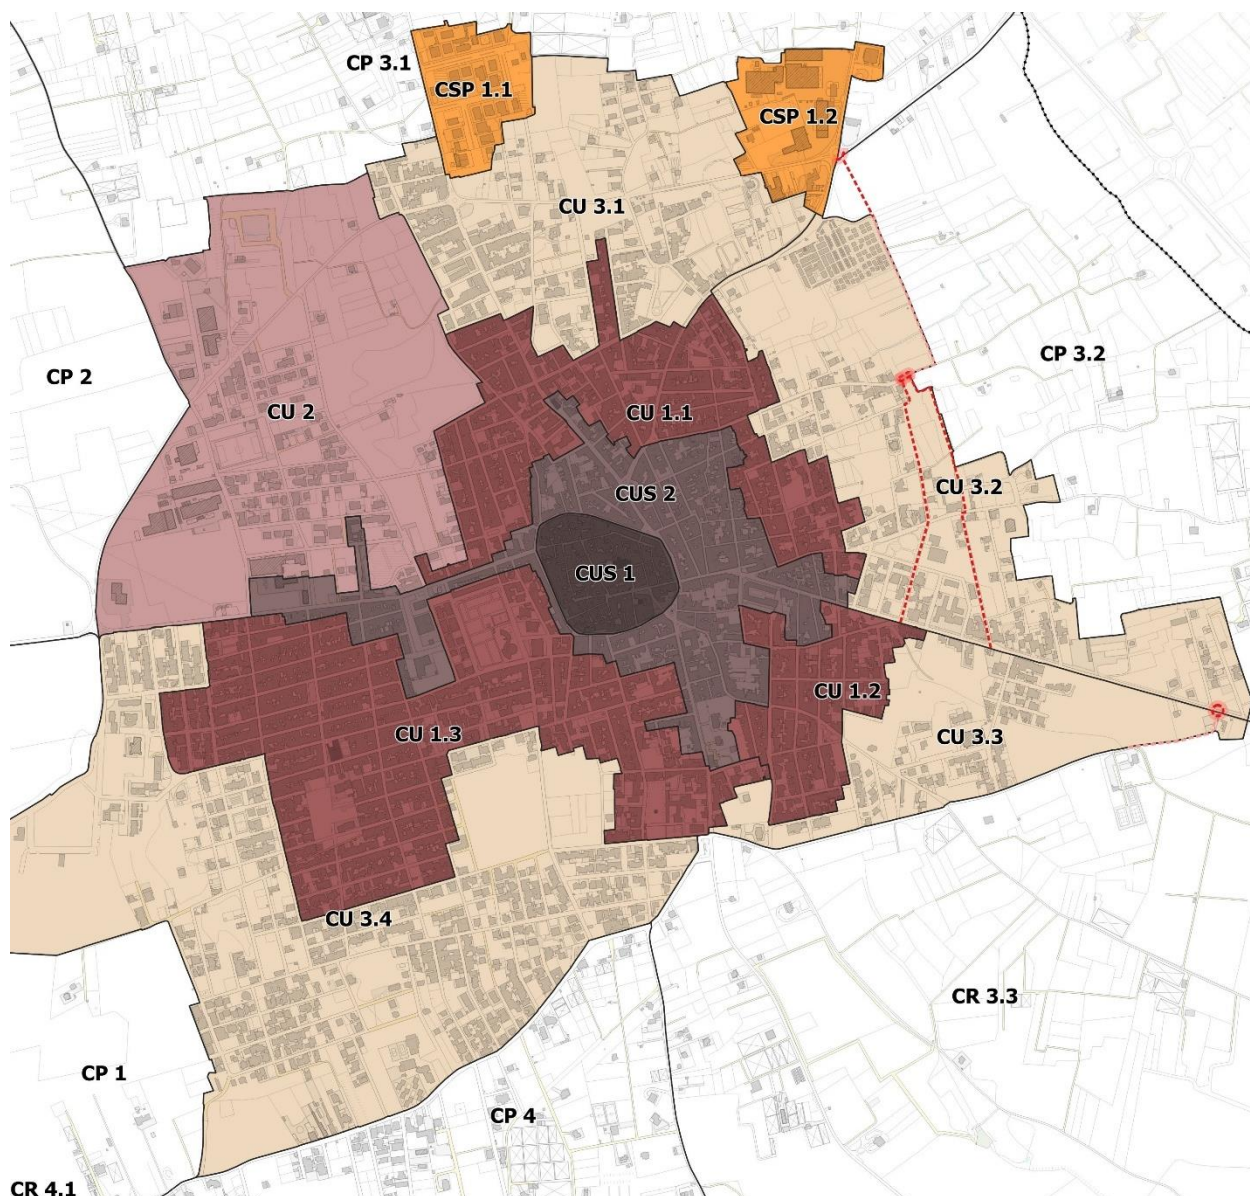 CP 3.1
CSP 1.1
CSP 1.2
CU 3.1
CP 3.2
CP 2
CU 2
CU 1.1
CU 3.2
CUS 2
CUS 1
CU 1.2
CU 1.3
CU 3.3
CU 3.4
CR 3.3
CP 1
CP 4
CR 4.1